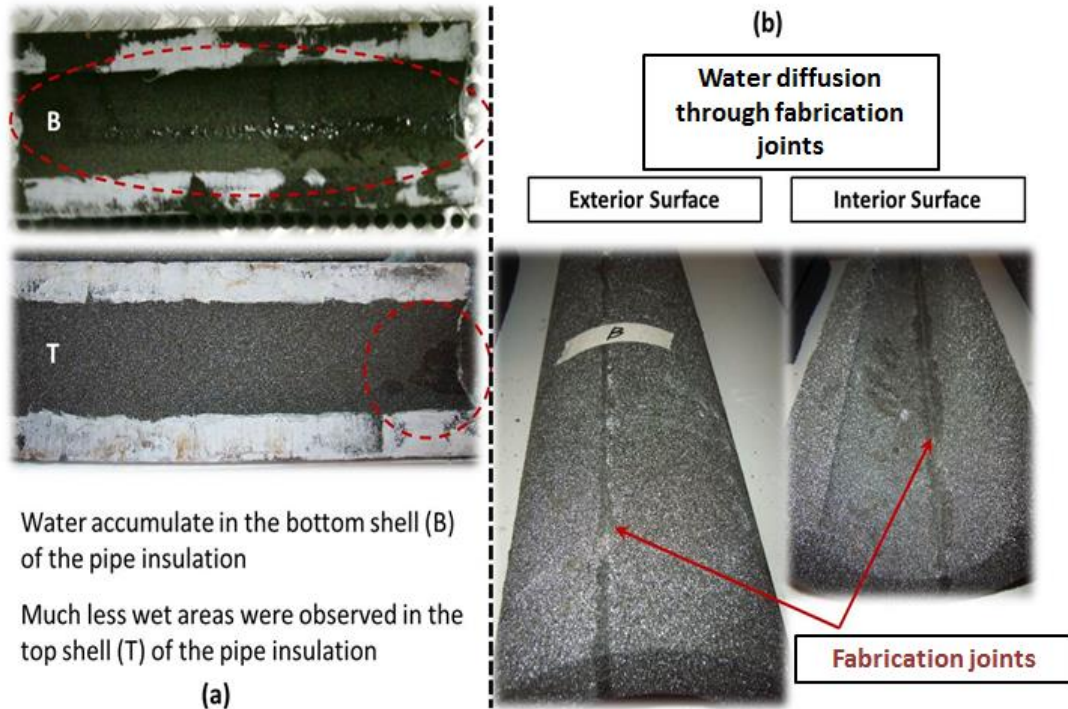 B
T
Water accumulate in the bottom shell (B)
of the pipe insulation
Much less wet areas were observed in the
top shell (T) of the pipe insulation
(a)
(b)
Water diffusion
through fabrication
joints
Exterior Surface
Interior Surface
B
Fabrication joints